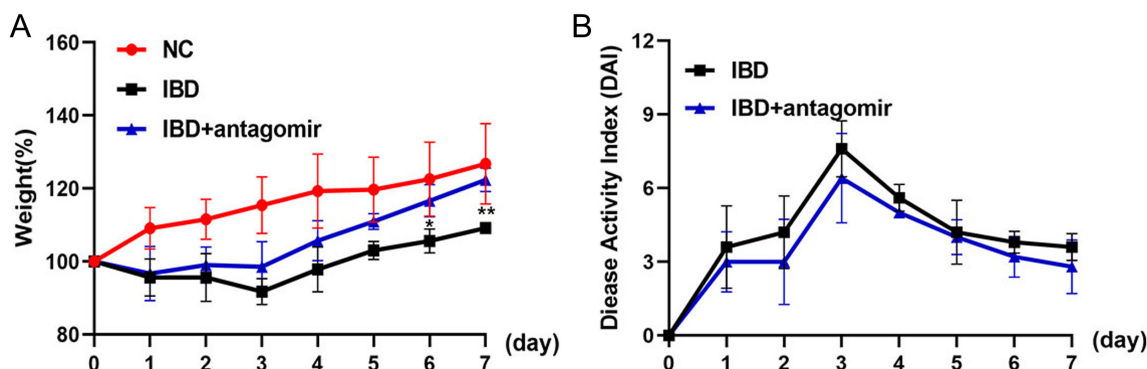 A
160
140
120
100
80
Weight(%)
NC
IBD
IBD+antagomir
*
**
0 1 2 3 4 5 6 7 (day)
B
12
9
6
3
0
Diease Activity Index (DAI)
IBD
IBD+antagomir
0 1 2 3 4 5 6 7 (day)